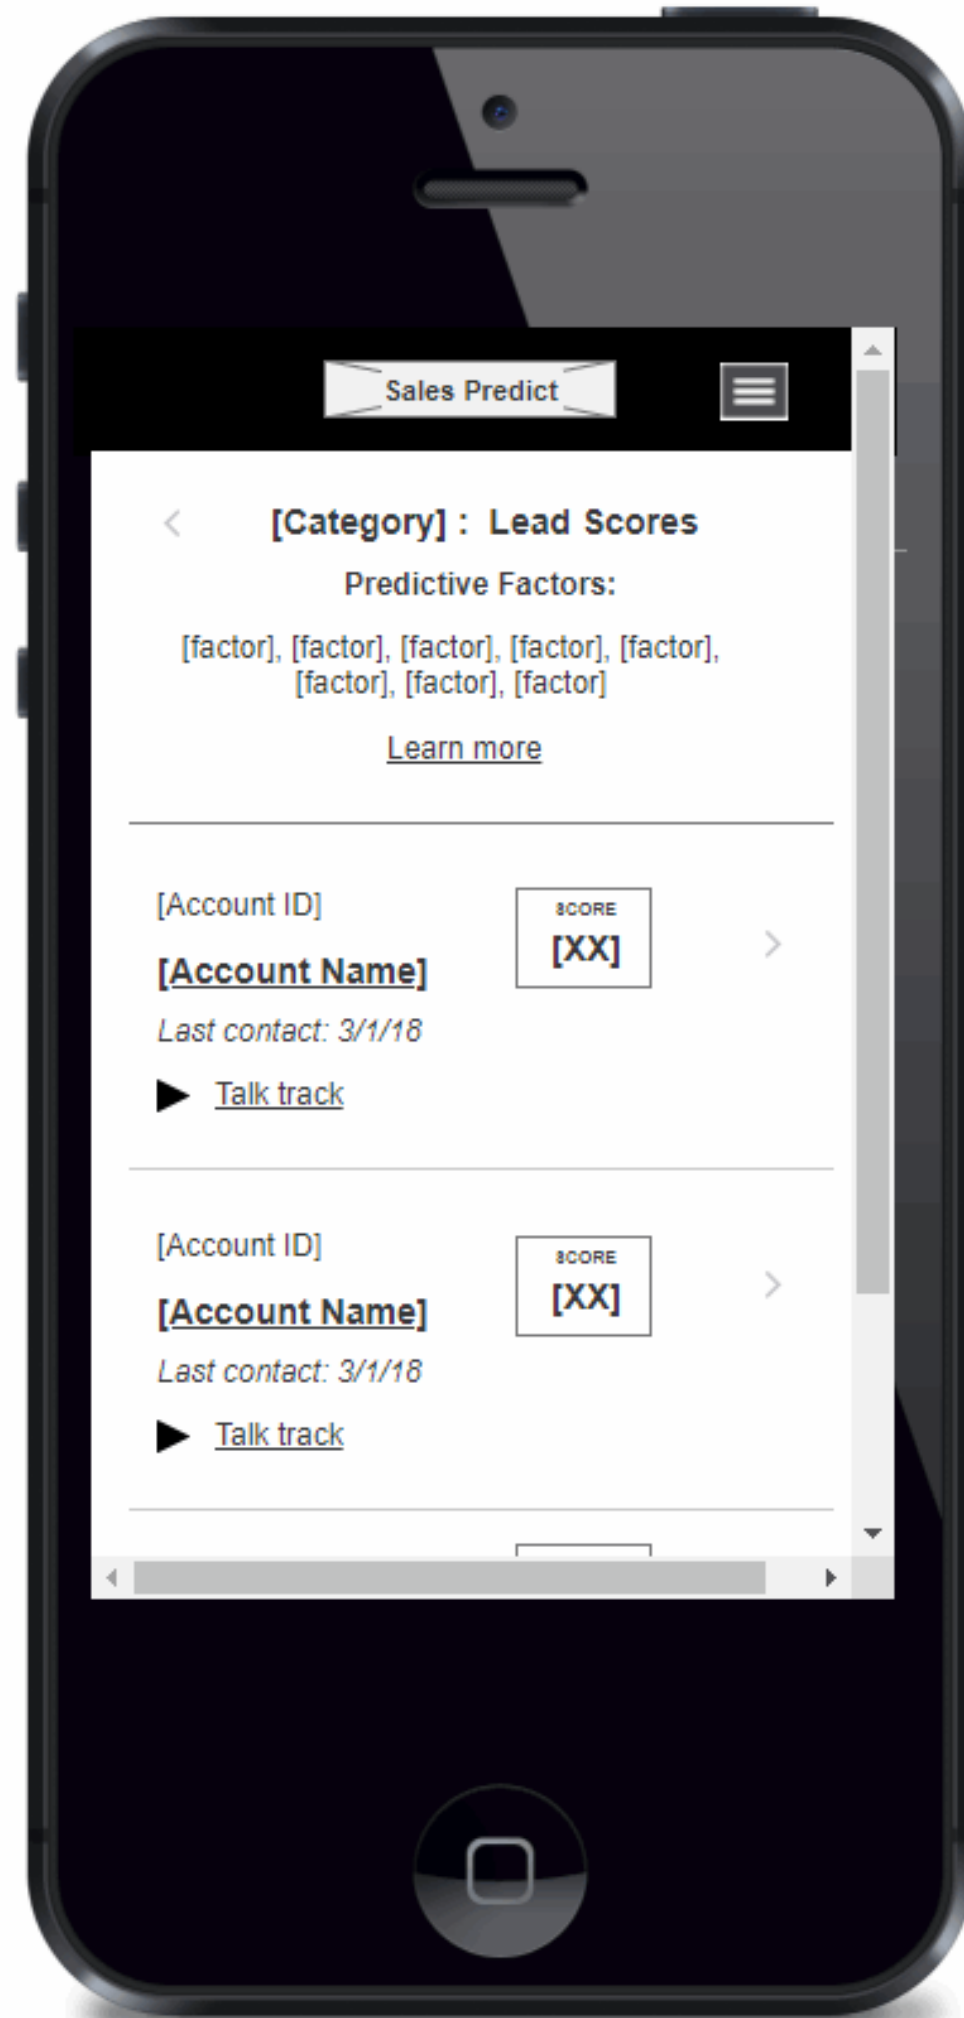 Sales Predict
[Category] : Lead Scores
Predictive Factors:
[factor], [factor], [factor], [factor], [factor],
[factor], [factor], [factor]
Learn more
[Account ID]
SCORE
[XX]
[Account Name]
Last contact: 3/1/18
Talk track
[Account ID]
SCORE
[XX]
[Account Name]
Last contact: 3/1/18
Talk track